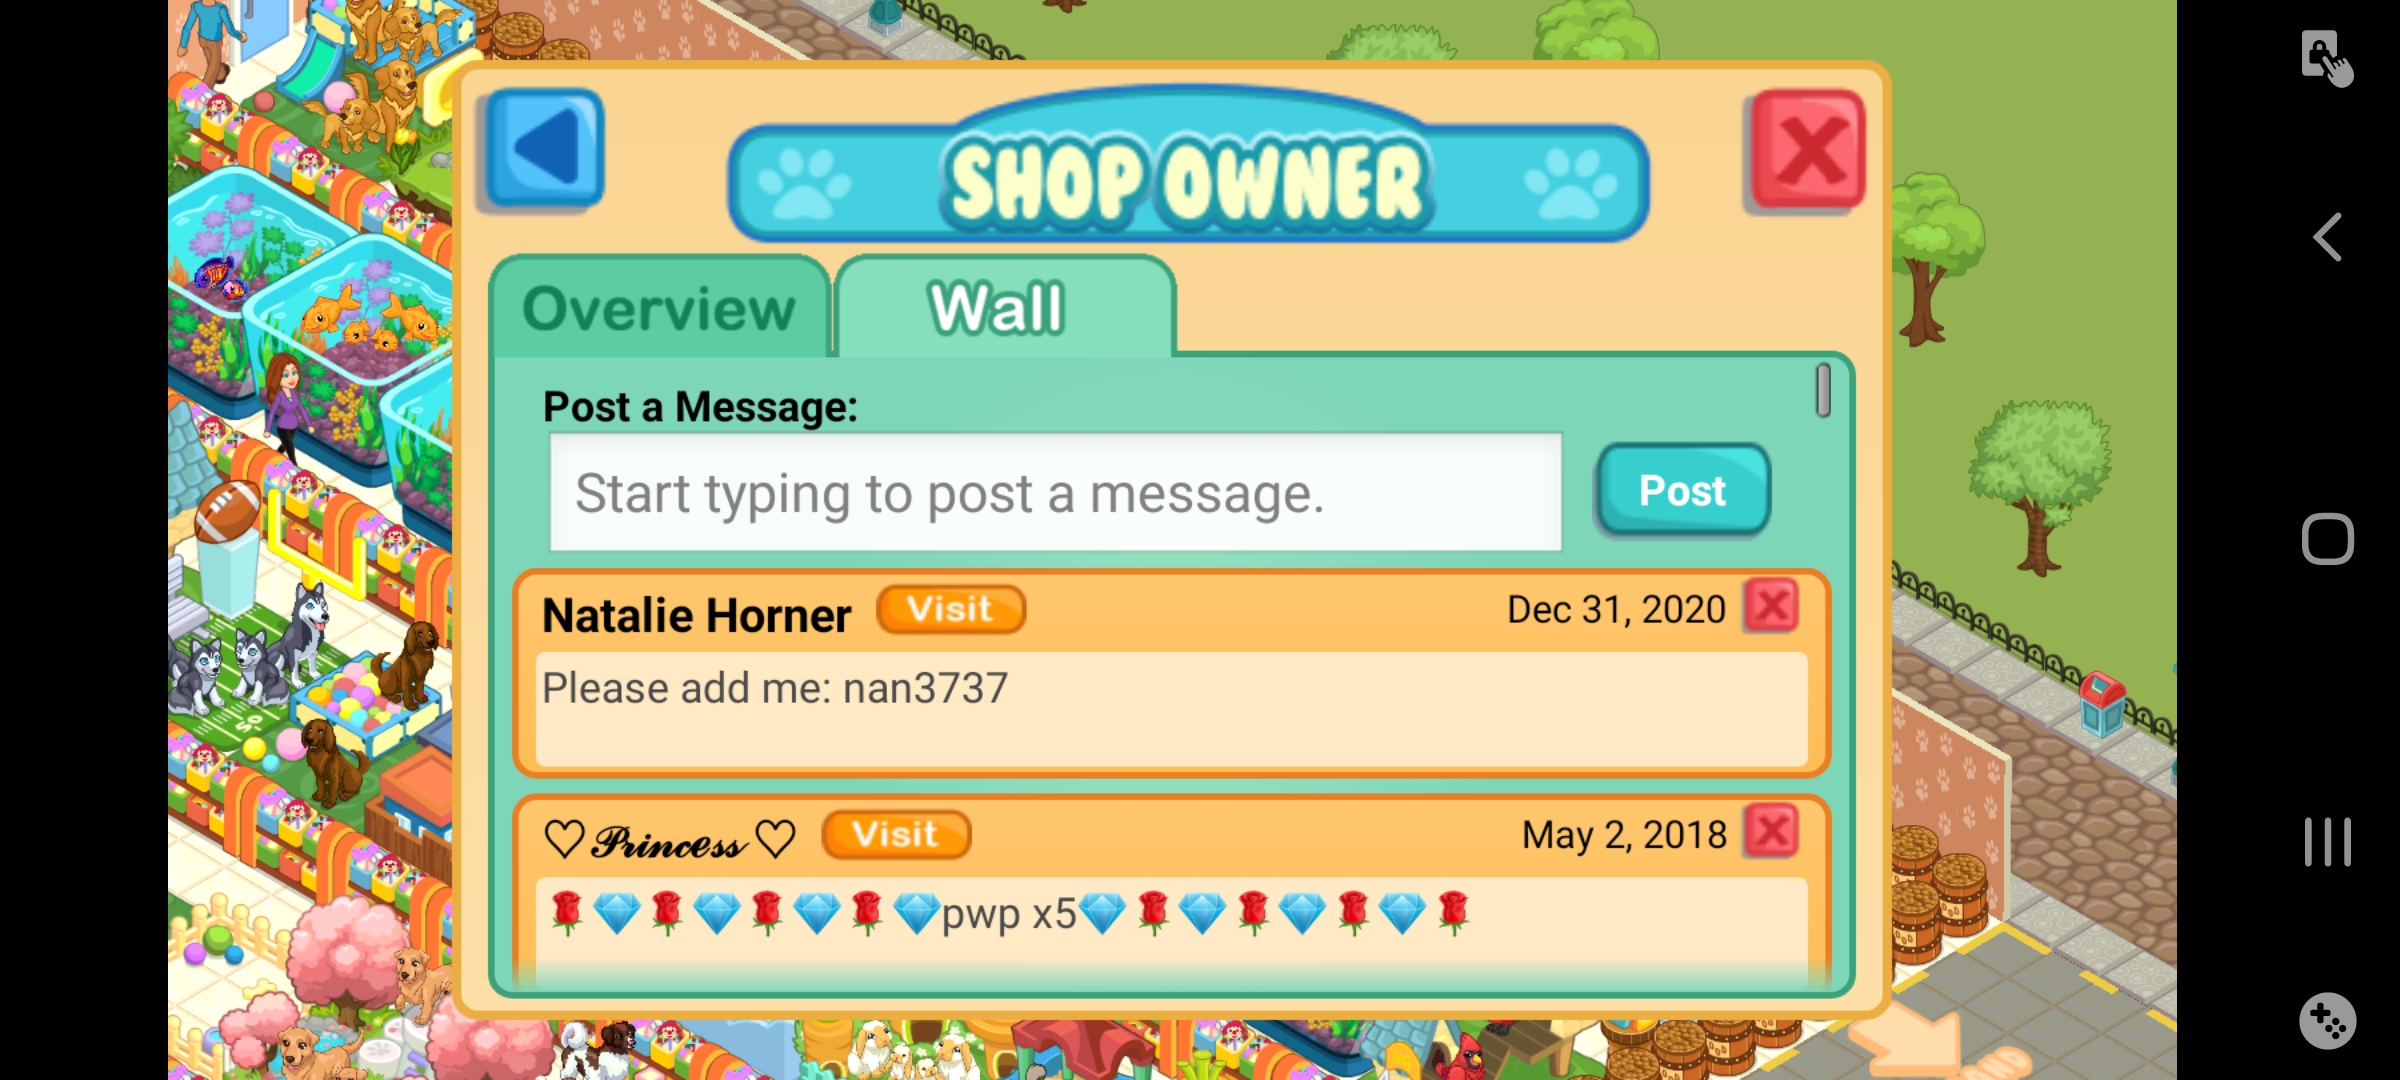 SHOP OWNER
Overview
Wall
Post a Message:
Start typing to post a message.
Post
Natalie Horner
Visit
Dec 31, 2020
Please add me: nan3737
♡𝓟𝓻𝓲𝓷𝓬𝓮𝓼𝓼♡
Visit
May 2, 2018
🌹💎🌹💎🌹💎🌹💎pwp x5💎🌹💎🌹💎🌹💎🌹
50